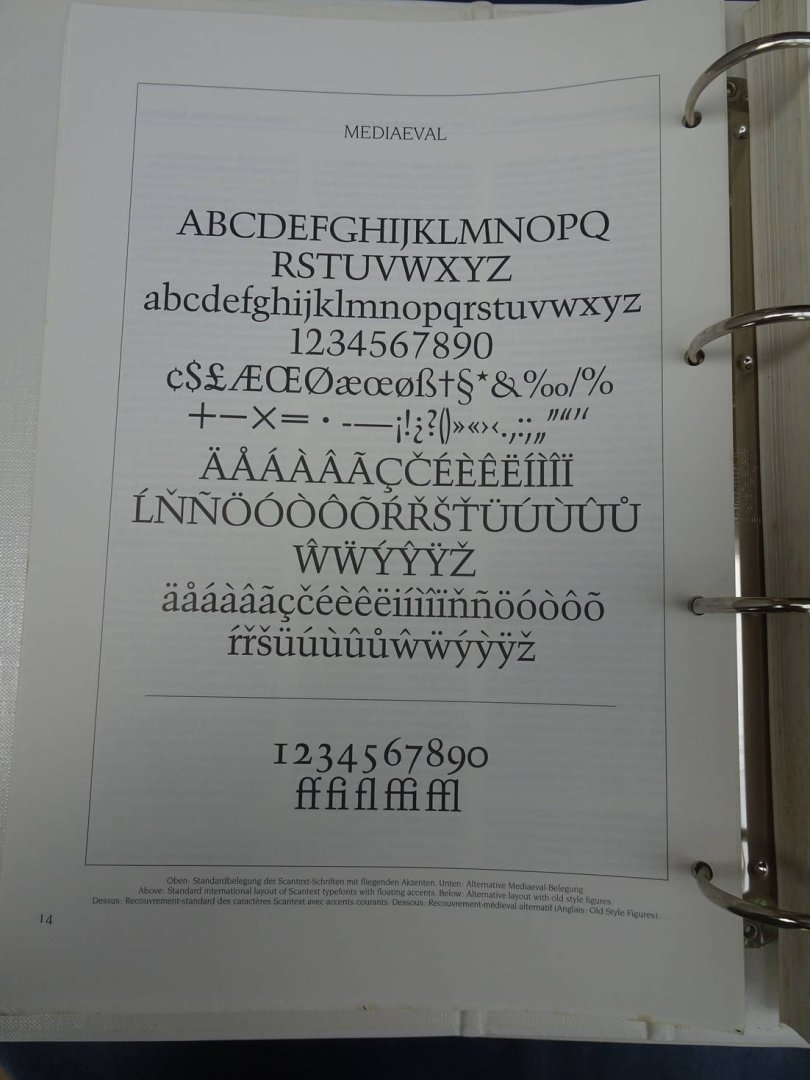 MEDIAEVAL
ABCDEFGHIJKLMNOPQ
RSTUVWXYZ
abcdefghijklmnopqrstuvwxyz
1234567890
¢$£ÆŒØæœøß†§*&‰/%
+−×=·-—¡!¿?()»«›‹.,:;„”“‘‘
ÄÅÁÀÂÃÇČÉÈÊËÍÌÎÏ
ĹŇÑÖÓÒÔÕŔŘŠŤÜÚÙÛŮ
ŴẄÝŶŸŽ
äåáàâãçčéèêëiíìîïňñöóòôõ
ŕřšüúùûůŵẅýỳÿž
1234567890
ff fi fl ffi ffl
Oben: Standardbelegung der Scantext-Schriften mit fliegenden Akzenten. Unten: Alternative Mediaeval-Belegung.
Above: Standard international layout of Scantext typefonts with floating accents. Below: Alternative layout with old style figures.
Dessus: Recouvrement-standard des caractères Scantext avec accents courants: Dessous: Recouvrement-médieval alternatif (Anglais: Old Style Figures).
14